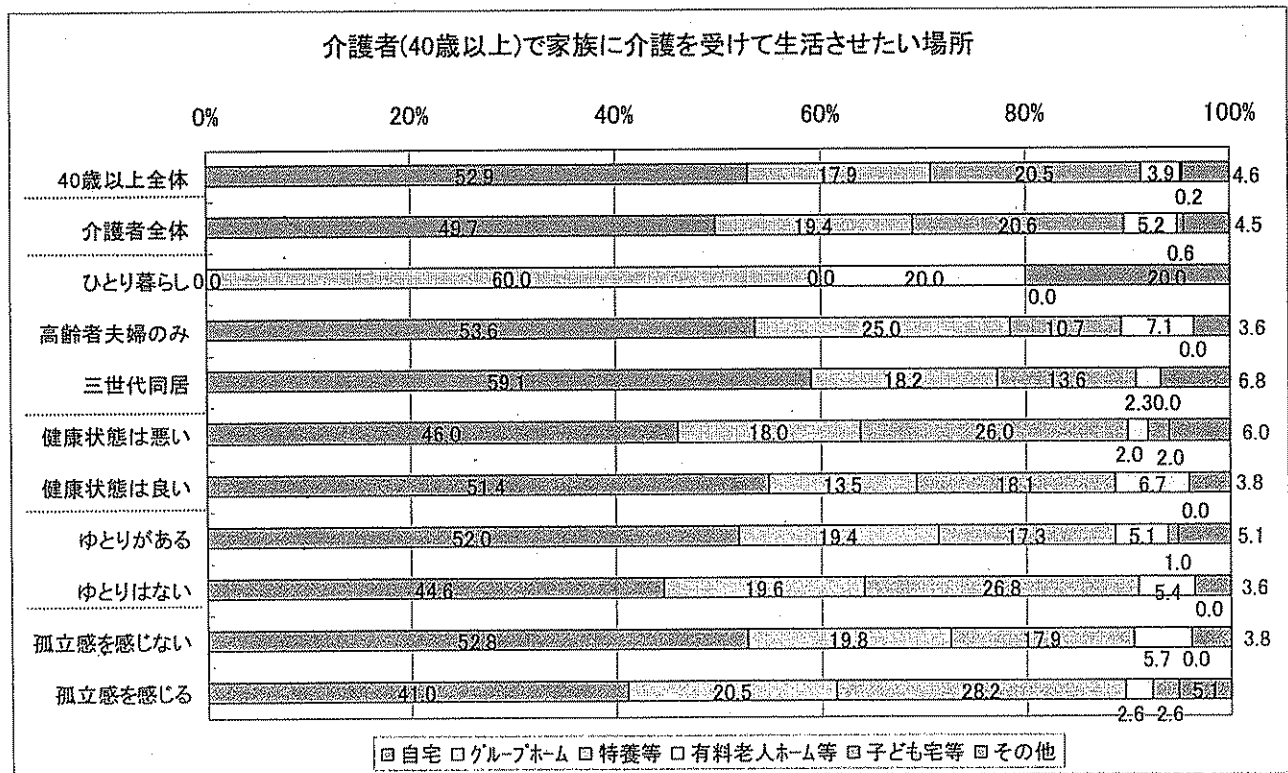 介護者(40歳以上)で家族に介護を受けて生活させたい場所
0% 20% 40% 60% 80% 100%
40歳以上全体 52.9 17.9 20.5 3.9 4.6
0.2
介護者全体 49.7 19.4 20.6 5.2 4.5
0.6
ひとり暮らし 0.0 60.0 0.0 20.0 20.0
0.0
高齢者夫婦のみ 53.6 25.0 10.7 7.1 3.6
0.0
三世代同居 59.1 18.2 13.6 6.8
2.3 0.0
健康状態は悪い 46.0 18.0 26.0 6.0
2.0 2.0
健康状態は良い 51.4 13.5 18.1 6.7 3.8
0.0
ゆとりがある 52.0 19.4 17.3 5.1 5.1
1.0
ゆとりはない 44.6 19.6 26.8 5.4 3.6
0.0
孤立感を感じない 52.8 19.8 17.9 3.8
5.7 0.0
孤立感を感じる 41.0 20.5 28.2 5.1
2.6 2.6
自宅 グループホーム 特養等 有料老人ホーム等 子ども宅等 その他